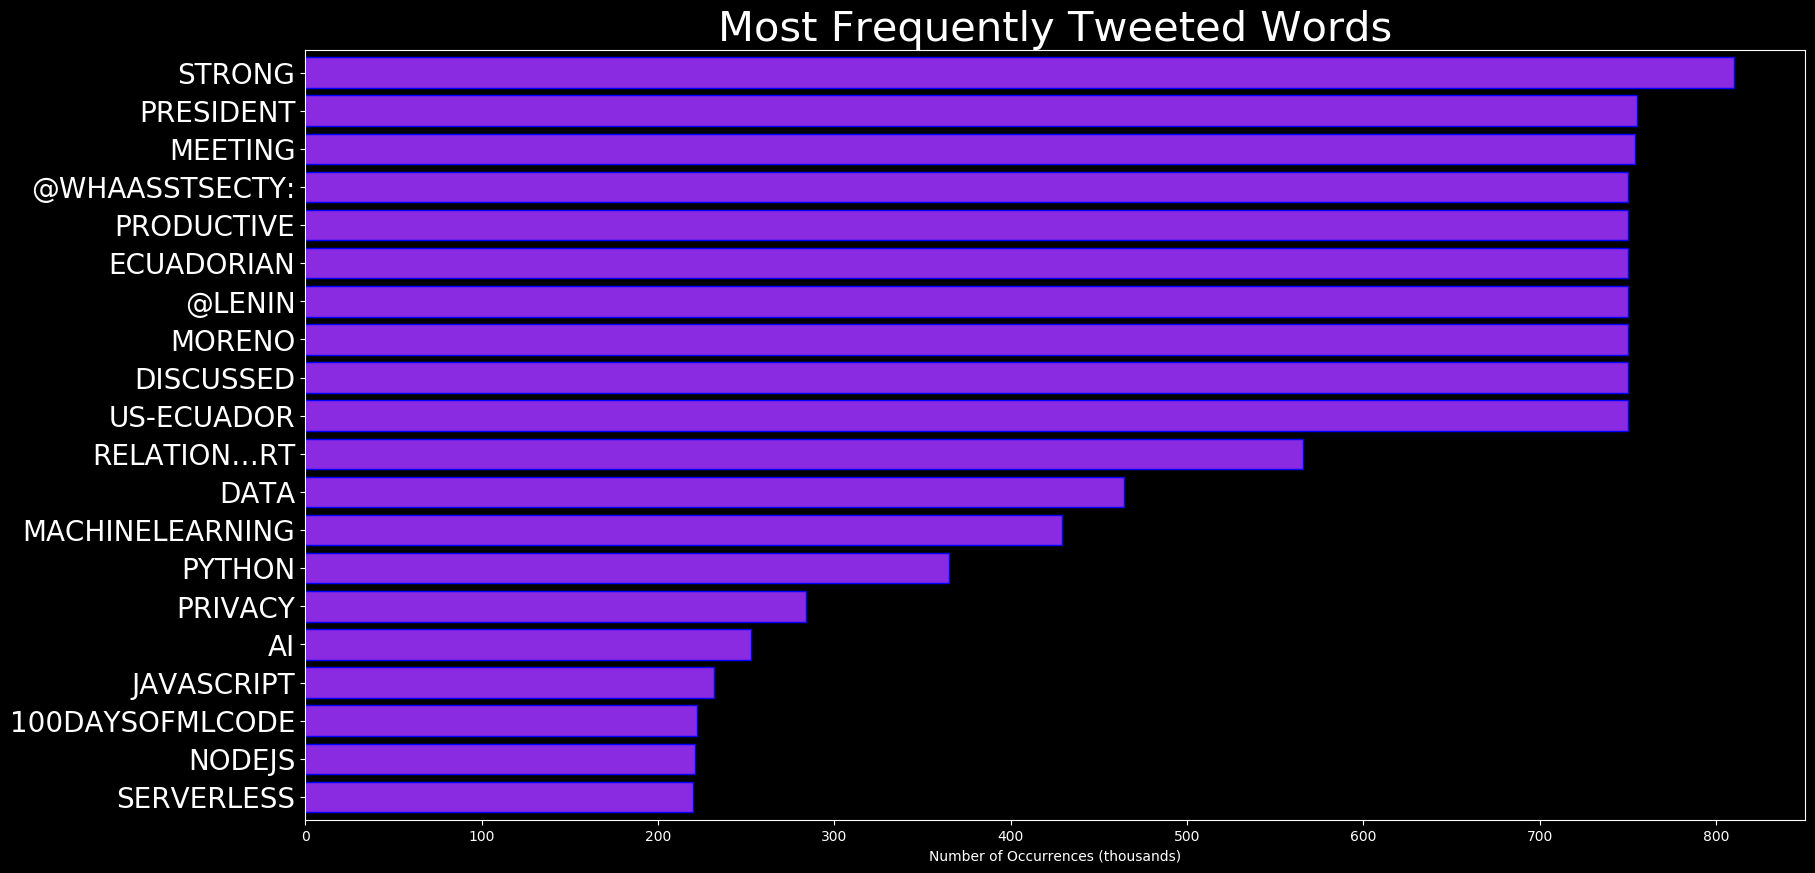 Most Frequently Tweeted Words
STRONG
PRESIDENT
MEETING
@WHAASSTSECTY:
PRODUCTIVE
ECUADORIAN
@LENIN
MORENO
DISCUSSED
US-ECUADOR
RELATION…RT
DATA
MACHINELEARNING
PYTHON
PRIVACY
AI
JAVASCRIPT
100DAYSOFMLCODE
NODEJS
SERVERLESS
0 100 200 300 400 500 600 700 800
Number of Occurrences (thousands)